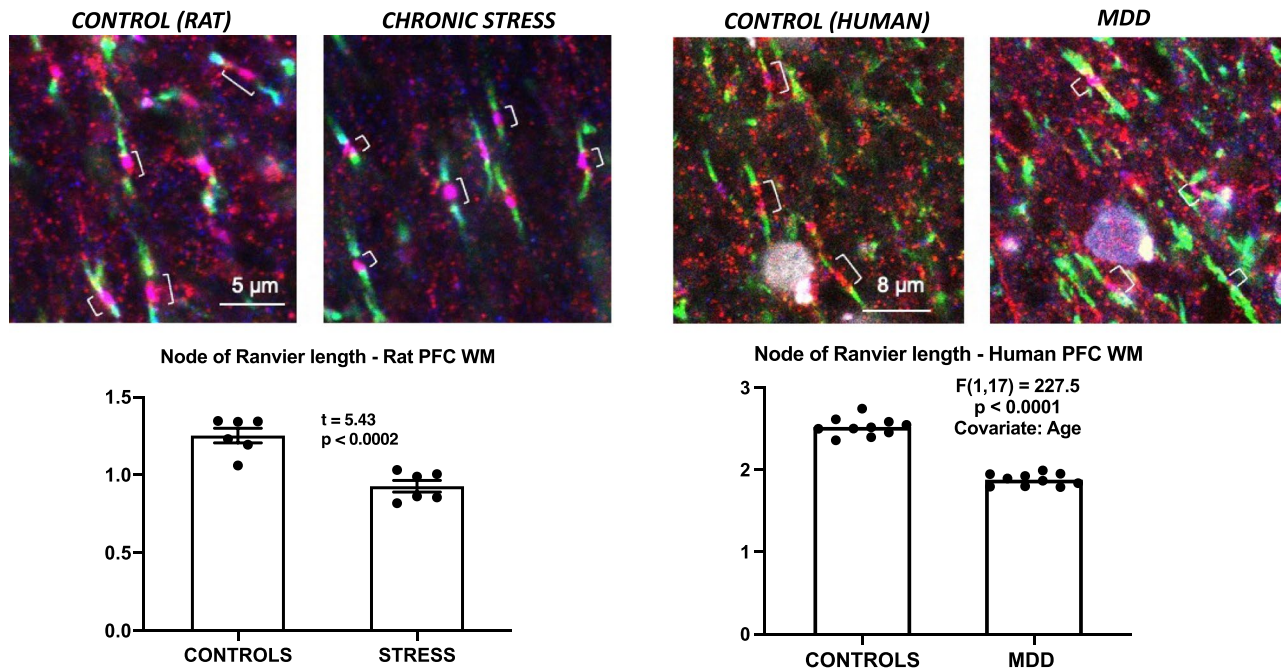 CONTROL (RAT)
CHRONIC STRESS
CONTROL (HUMAN)
MDD
5 µm
8 µm
Node of Ranvier length - Rat PFC WM
1.5
1.0
0.5
0.0
t = 5.43
p < 0.0002
CONTROLS
STRESS
Node of Ranvier length - Human PFC WM
3
2
1
0
F(1,17) = 227.5
p < 0.0001
Covariate: Age
CONTROLS
MDD